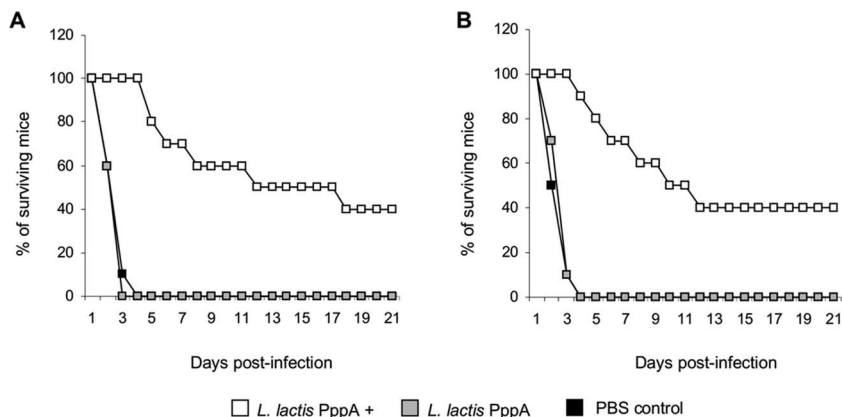 A
B
120
100
80
60
40
20
0
% of surviving mice
1 3 5 7 9 11 13 15 17 19 21
Days post-infection
120
100
80
60
40
20
0
% of surviving mice
1 3 5 7 9 11 13 15 17 19 21
Days post-infection
L. lactis PppA + L. lactis PppA PBS control